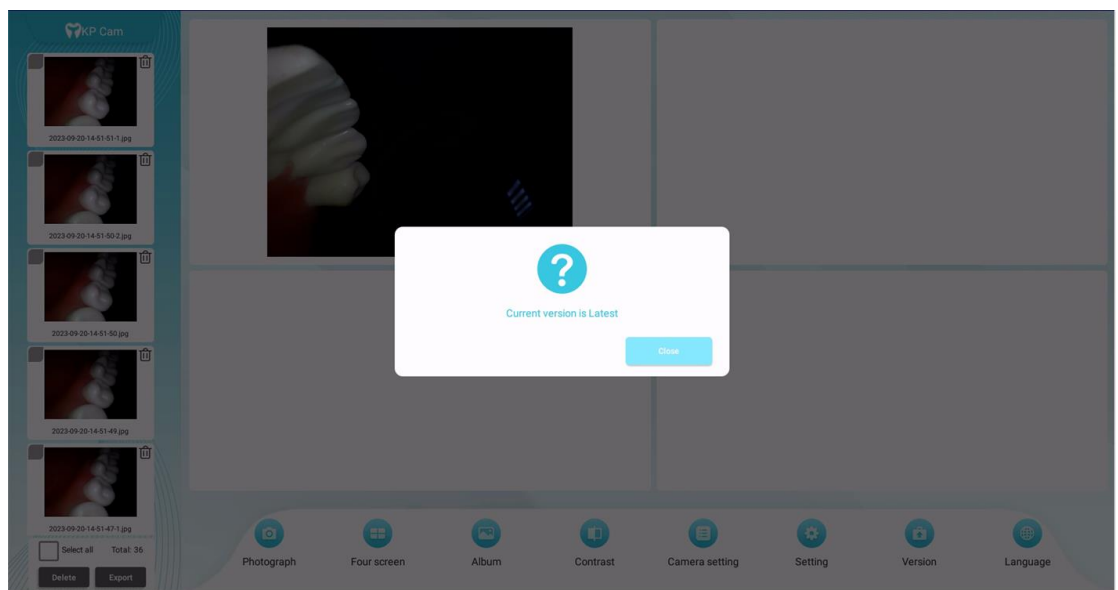 KP Cam
2023-09-20-14-51-51-1.jpg
2023-09-20-14-51-50-2.jpg
2023-09-20-14-51-50.jpg
2023-09-20-14-51-49.jpg
2023-09-20-14-51-47-1.jpg
Select all Total: 36
Delete Export
Current version is Latest
Close
Photograph Four screen Album Contrast Camera setting Setting Version Language